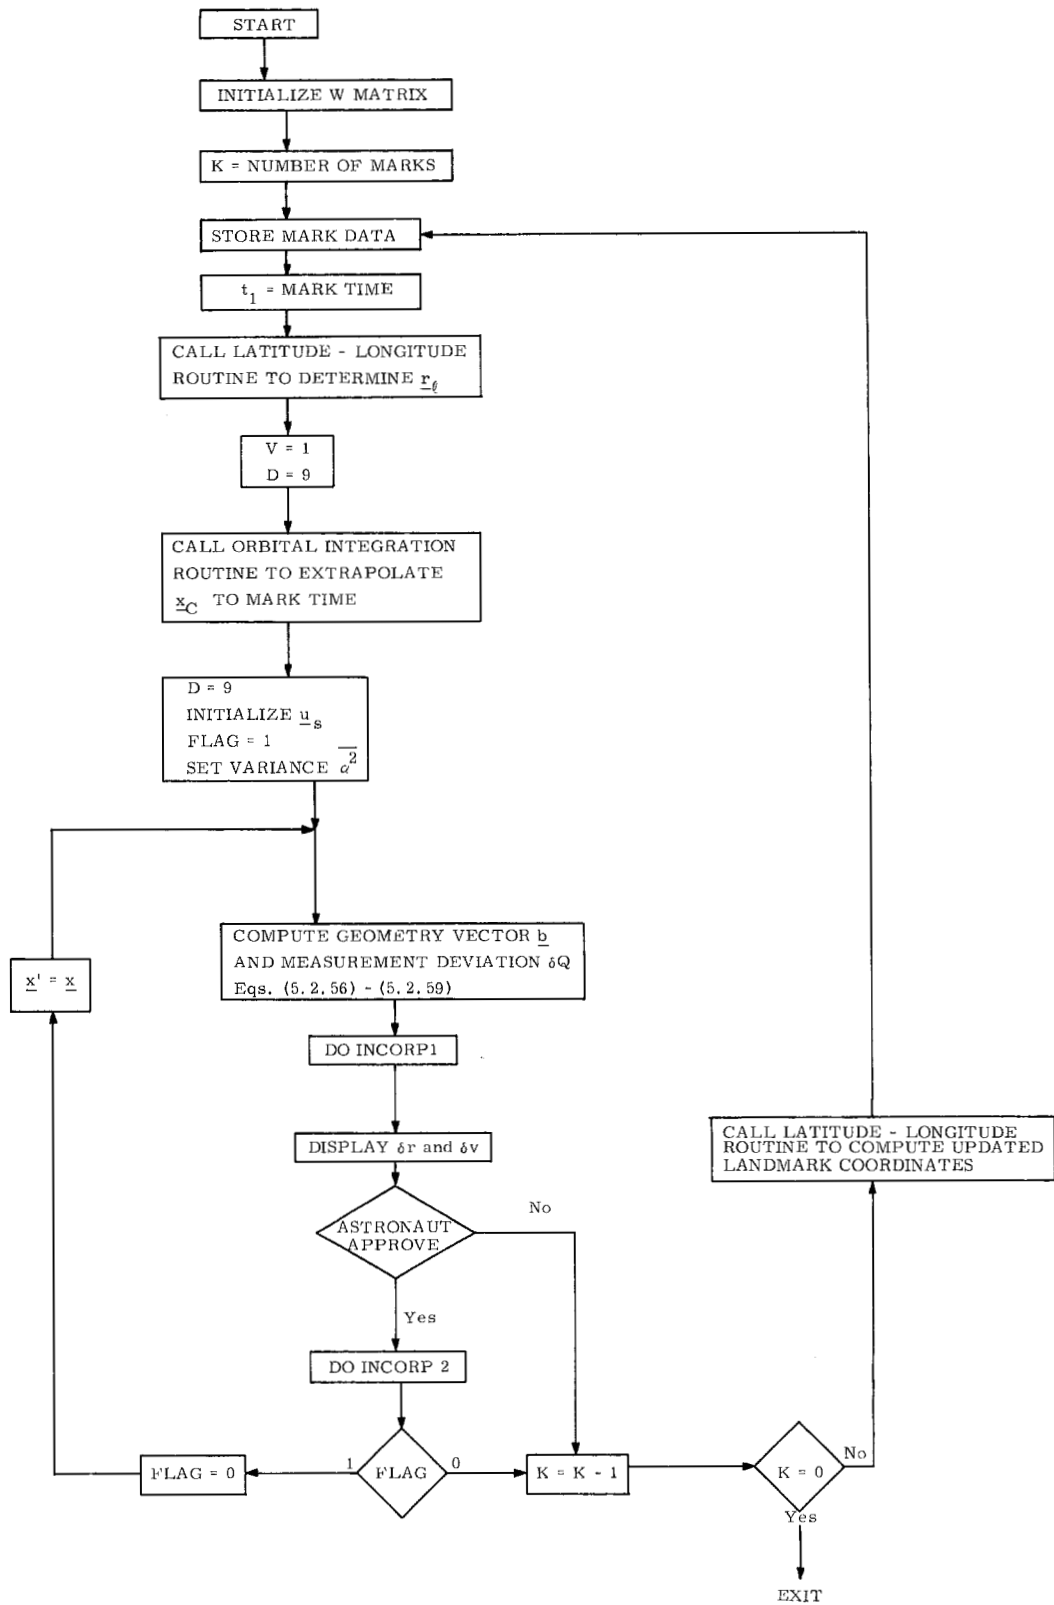 START
INITIALIZE W MATRIX
K = NUMBER OF MARKS
STORE MARK DATA
t₁ = MARK TIME
CALL LATITUDE - LONGITUDE
ROUTINE TO DETERMINE r̲_ℓ
V = 1
D = 9
CALL ORBITAL INTEGRATION
ROUTINE TO EXTRAPOLATE
x̲_C TO MARK TIME
D = 9
INITIALIZE u̲_s
FLAG = 1
SET VARIANCE \overline{α²}
COMPUTE GEOMETRY VECTOR b̲
AND MEASUREMENT DEVIATION δQ
Eqs. (5.2.56) - (5.2.59)
x̲' = x̲
DO INCORP1
DISPLAY δr and δv
CALL LATITUDE - LONGITUDE
ROUTINE TO COMPUTE UPDATED
LANDMARK COORDINATES
ASTRONAUT
APPROVE
No
Yes
DO INCORP 2
FLAG = 0
1
FLAG
0
K = K - 1
K = 0
No
Yes
EXIT